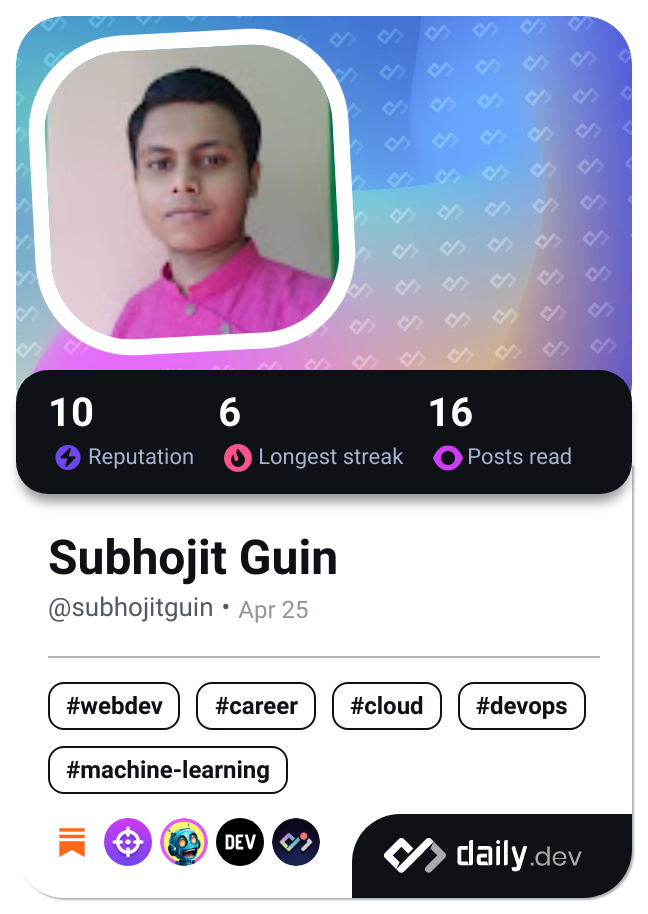 10 6 16
Reputation Longest streak Posts read
Subhojit Guin
@subhojitguin • Apr 25
#webdev #career #cloud #devops
#machine-learning
DEV
daily.dev